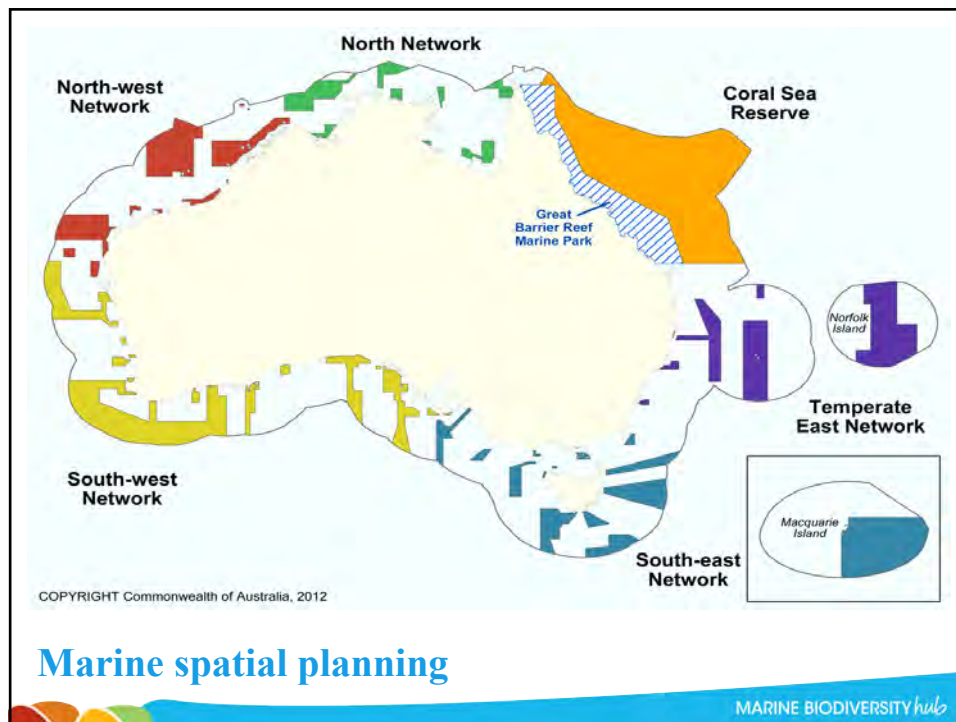 North Network
North-west
Network
Coral Sea
Reserve
Great
Barrier Reef
Marine Park
Norfolk
Island
Temperate
East Network
South-west
Network
Macquarie
Island
South-east
Network
COPYRIGHT Commonwealth of Australia, 2012
Marine spatial planning
MARINE BIODIVERSITY hub